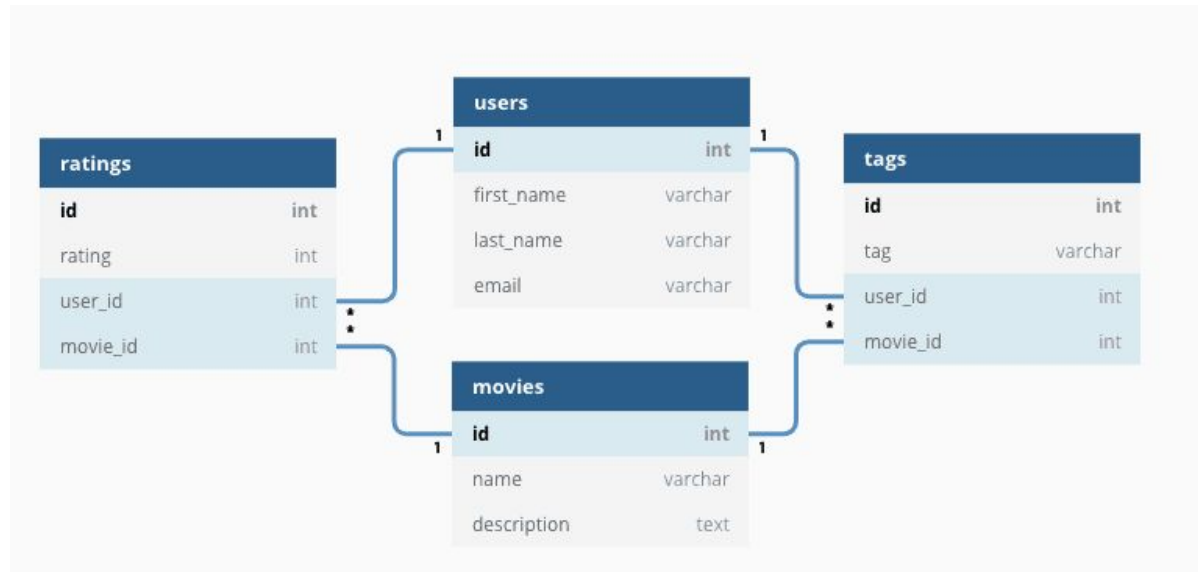 users
1
id int
1
first_name varchar
last_name varchar
email varchar
ratings
id int
rating int
user_id int
*
*
movie_id int
tags
id int
tag varchar
*
user_id int
*
movie_id int
movies
id int
1
1
name varchar
description text